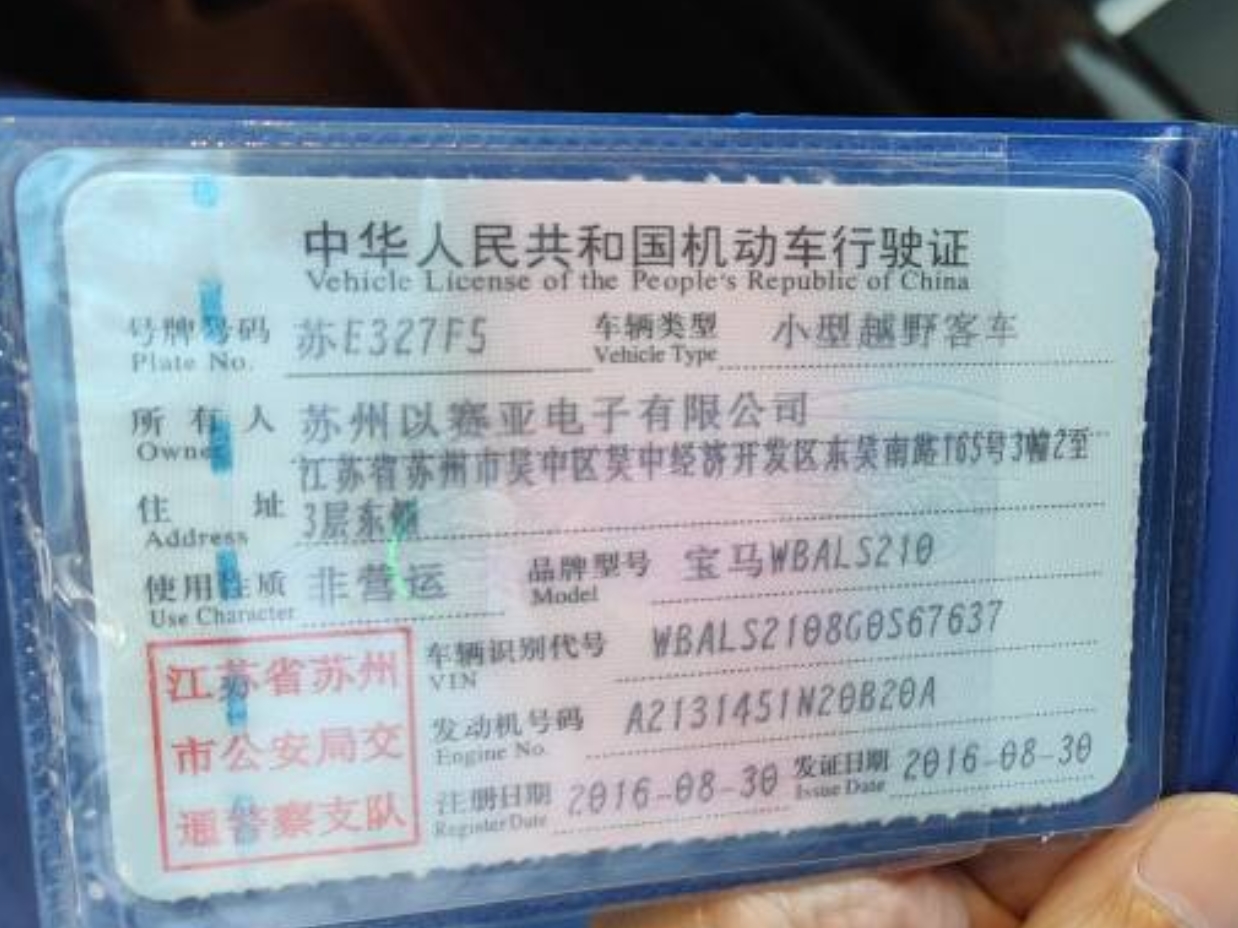 中华人民共和国机动车行驶证
Vehicle License of the People's Republic of China
号牌号码 苏E327F5 车辆类型 小型越野客车
Plate No. Vehicle Type
所有人 苏州以赛亚电子有限公司
Owner
江苏省苏州市吴中区吴中经济开发区东吴南路165号3幢2至
住址 3层东侧
Address
使用性质 非营运 品牌型号 宝马WBALS210
Use Character Model
车辆识别代号 WBALS2108G0S67637
VIN
发动机号码 A2131451N20B20A
Engine No.
注册日期 2016-08-30 发证日期 2016-08-30
Register Date Issue Date
江苏省苏州
市公安局交
通警察支队